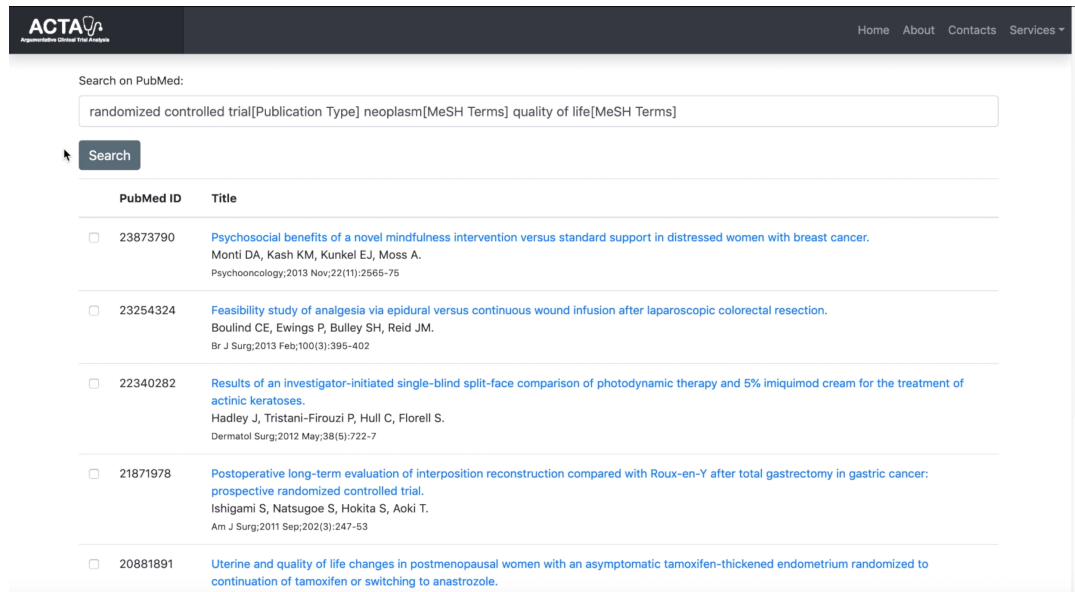 ACTA
Argumentative Clinical Trial Analysis
Home About Contacts Services
Search on PubMed:
randomized controlled trial[Publication Type] neoplasm[MeSH Terms] quality of life[MeSH Terms]
Search
PubMed ID Title
23873790 Psychosocial benefits of a novel mindfulness intervention versus standard support in distressed women with breast cancer.
Monti DA, Kash KM, Kunkel EJ, Moss A.
Psychooncology;2013 Nov;22(11):2565-75
23254324 Feasibility study of analgesia via epidural versus continuous wound infusion after laparoscopic colorectal resection.
Boulind CE, Ewings P, Bulley SH, Reid JM.
Br J Surg;2013 Feb;100(3):395-402
22340282 Results of an investigator-initiated single-blind split-face comparison of photodynamic therapy and 5% imiquimod cream for the treatment of
actinic keratoses.
Hadley J, Tristani-Firouzi P, Hull C, Florell S.
Dermatol Surg;2012 May;38(5):722-7
21871978 Postoperative long-term evaluation of interposition reconstruction compared with Roux-en-Y after total gastrectomy in gastric cancer:
prospective randomized controlled trial.
Ishigami S, Natsugoe S, Hokita S, Aoki T.
Am J Surg;2011 Sep;202(3):247-53
20881891 Uterine and quality of life changes in postmenopausal women with an asymptomatic tamoxifen-thickened endometrium randomized to
continuation of tamoxifen or switching to anastrozole.